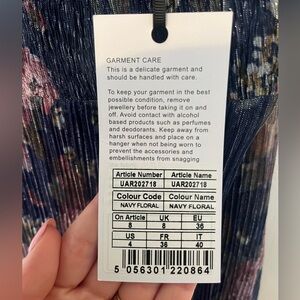 GARMENT CARE
This is a delicate garment and
should be handled with care.
To keep your garment in the best
possible condition, remove
jewellery before taking it on and
off. Avoid contact with alcohol
based products such as perfumes
and deodorants. Keep away from
harsh surfaces and place on a
hanger when not being worn to
prevent the accessories and
embellishments from snagging
Article Number Article Name
UAR202718 UAR202718
Colour Code Colour Name
NAVY FLORAL NAVY FLORAL
On Article UK EU
8 8 36
US FR IT
4 36 40
5 056301 220864